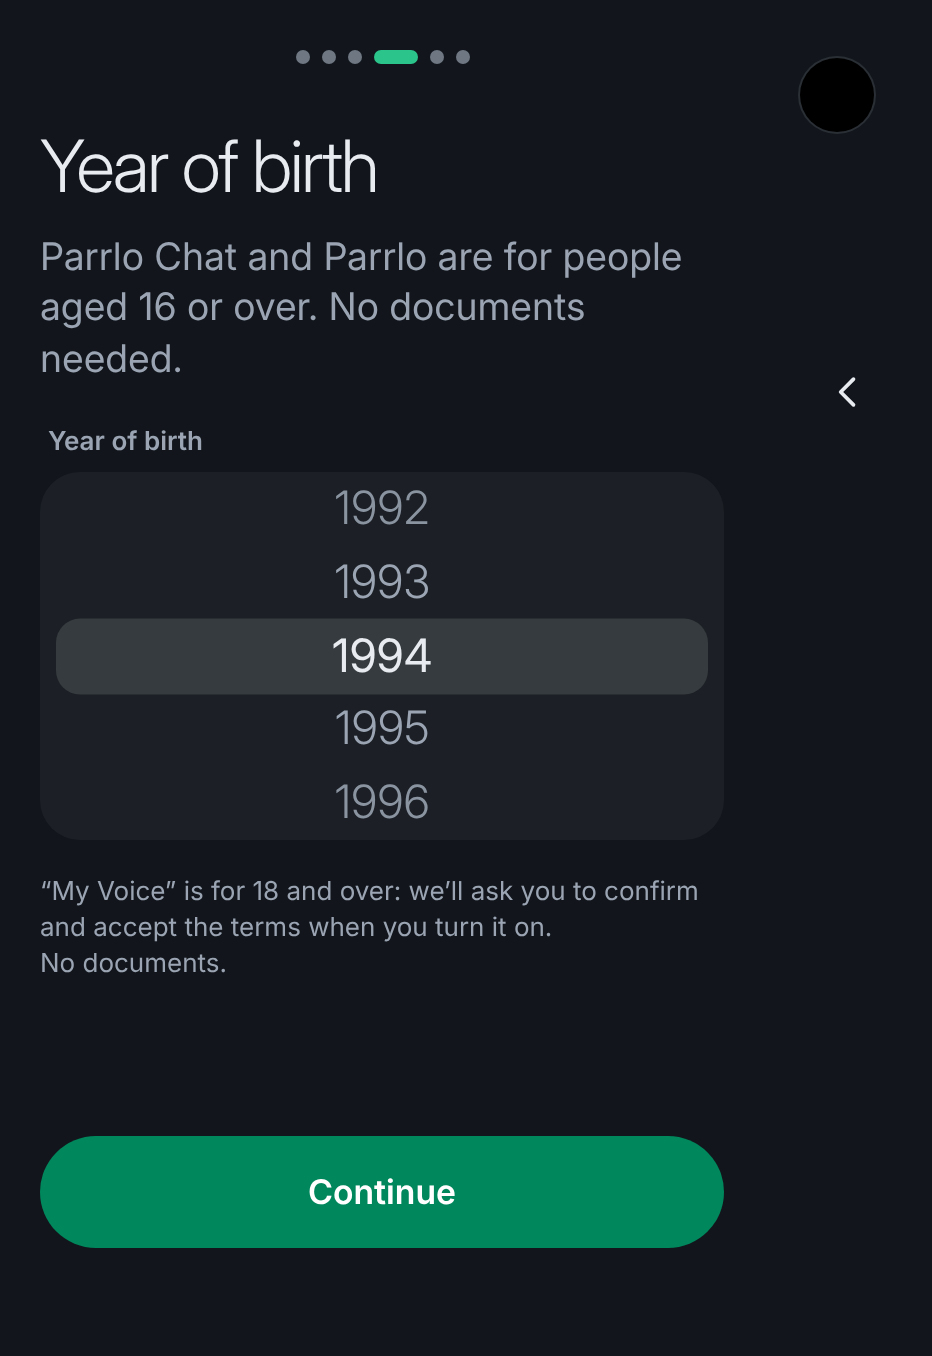 Year of birth
Parrlo Chat and Parrlo are for people
aged 16 or over. No documents
needed.
Year of birth
1992
1993
1994
1995
1996
“My Voice” is for 18 and over: we’ll ask you to confirm
and accept the terms when you turn it on.
No documents.
Continue